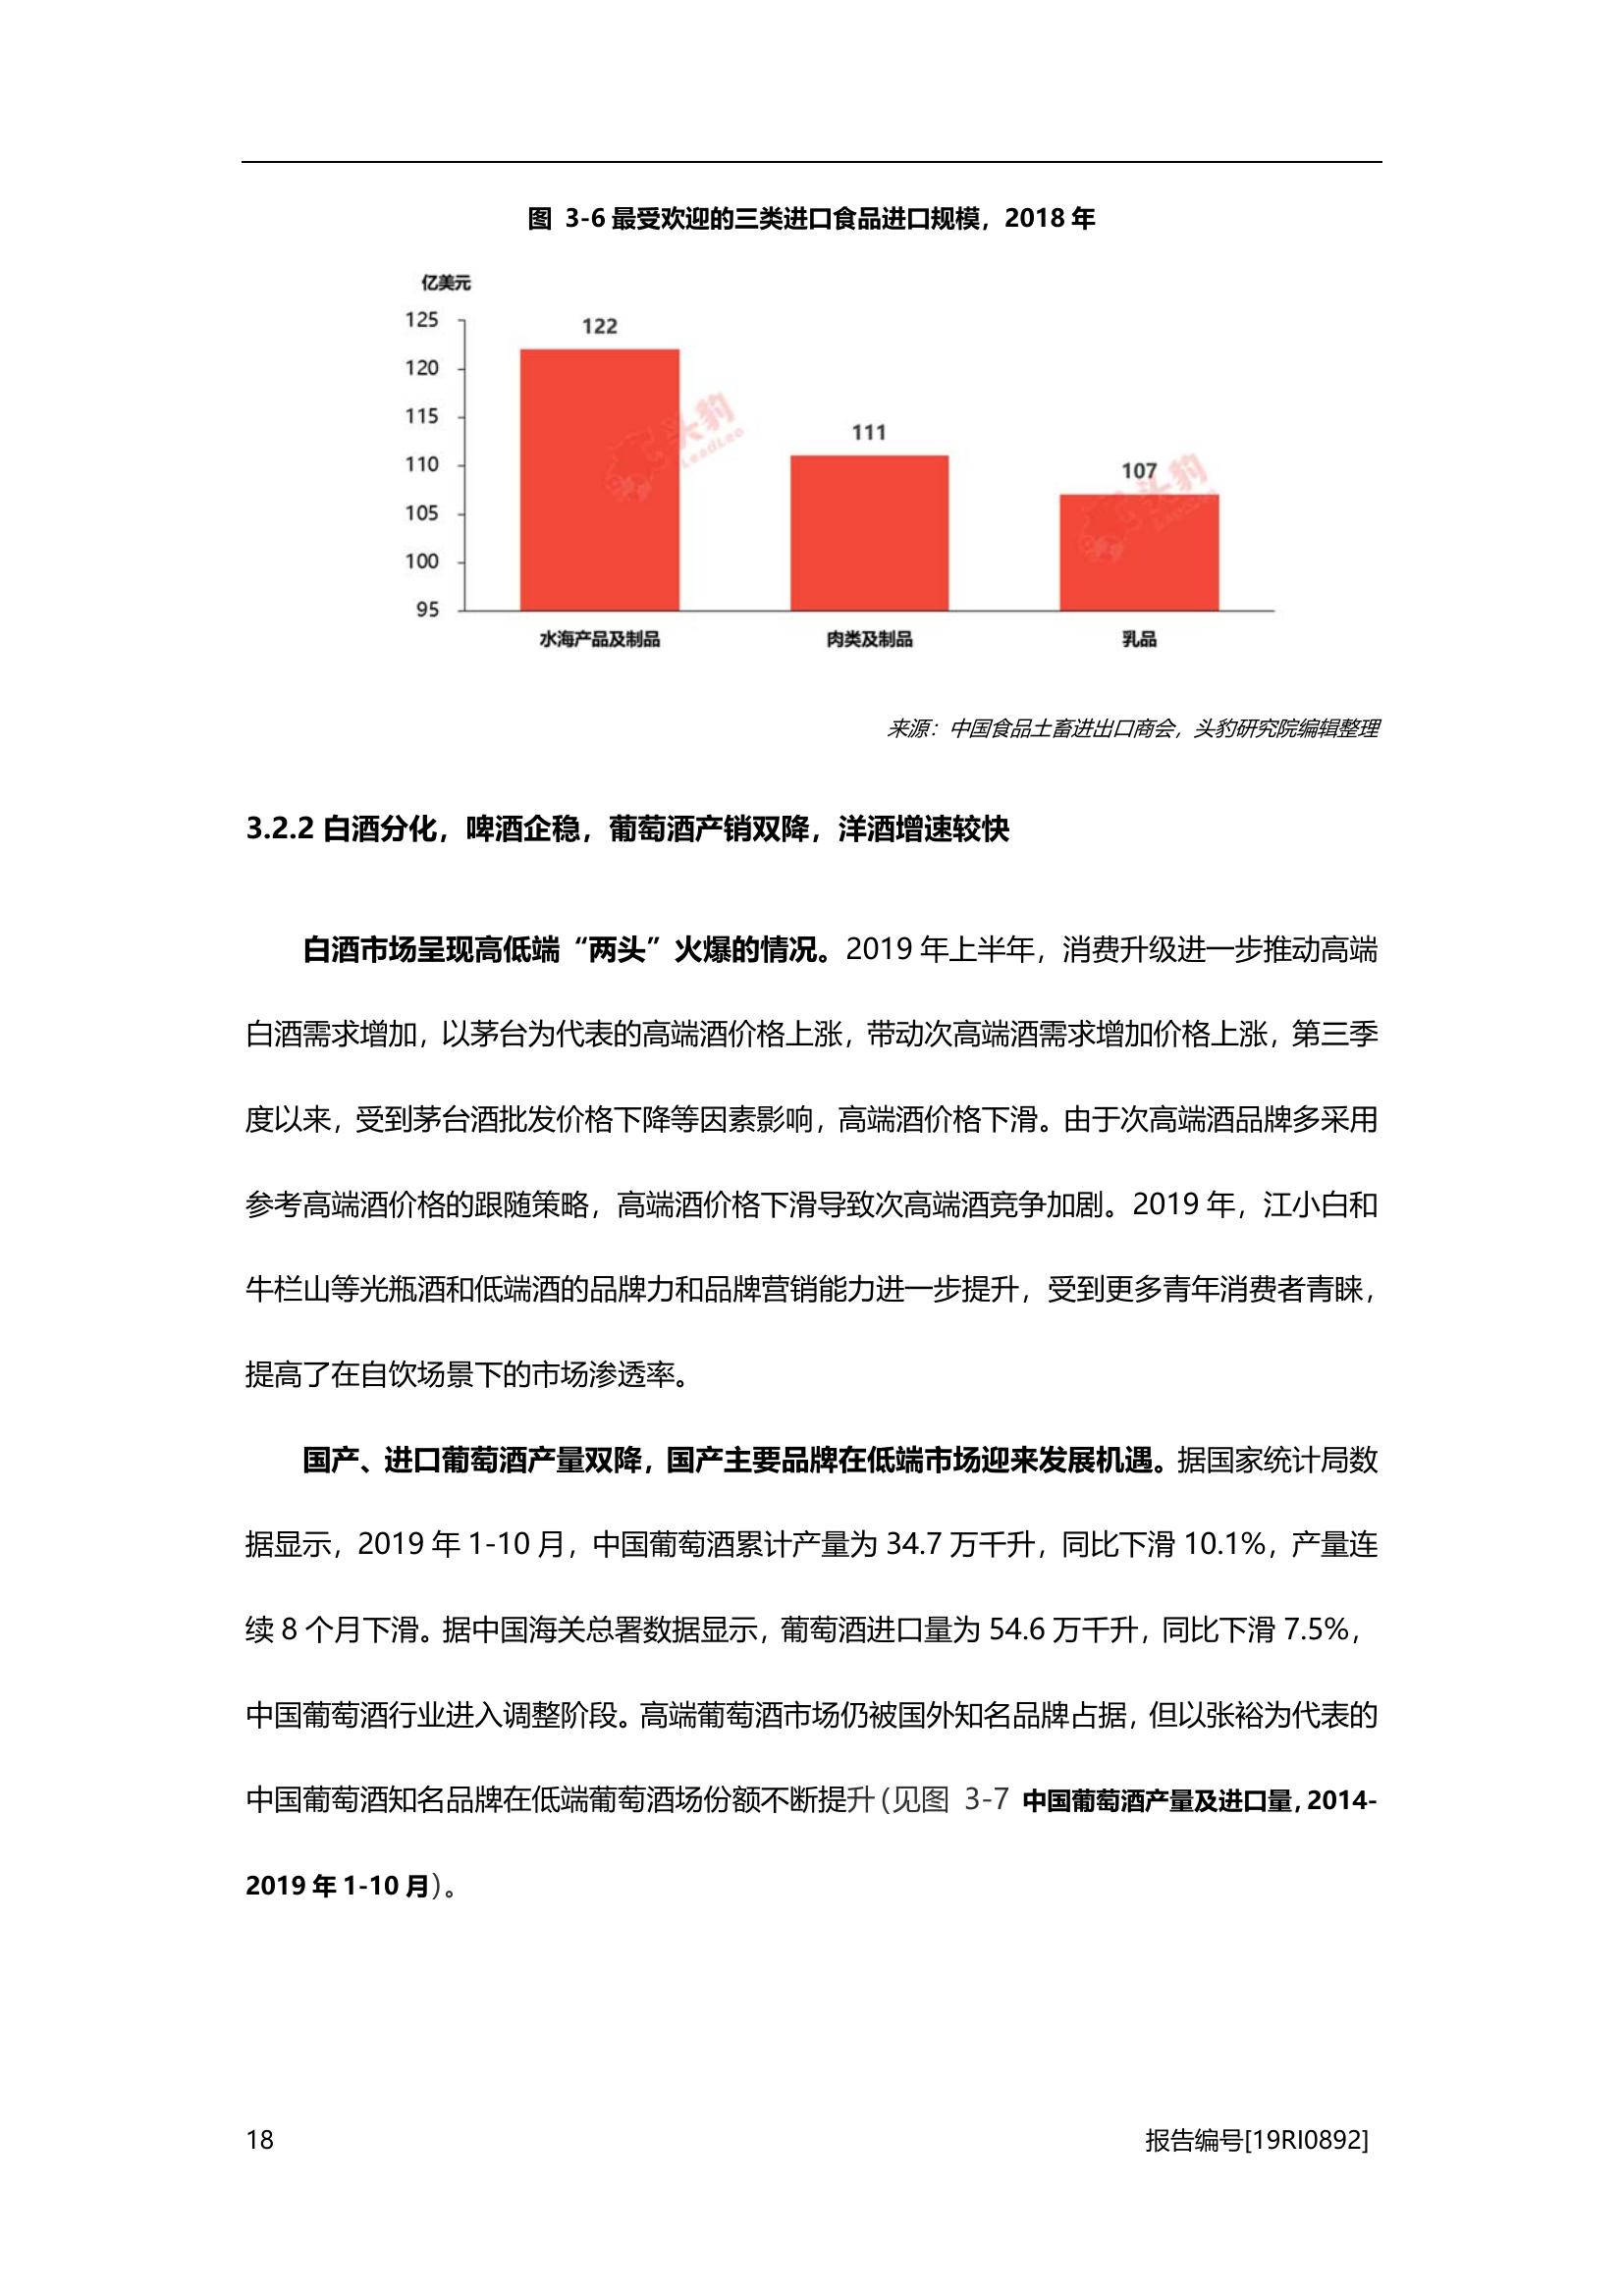 图 3-6 最受欢迎的三类进口食品进口规模，2018 年
亿美元
125
120
115
110
105
100
95
122
111
107
水海产品及制品
肉类及制品
乳品
头豹
LeadLeo
头豹
LeadLeo
来源：中国食品土畜进出口商会，头豹研究院编辑整理
3.2.2 白酒分化，啤酒企稳，葡萄酒产销双降，洋酒增速较快
白酒市场呈现高低端“两头”火爆的情况。2019 年上半年，消费升级进一步推动高端
白酒需求增加，以茅台为代表的高端酒价格上涨，带动次高端酒需求增加价格上涨，第三季
度以来，受到茅台酒批发价格下降等因素影响，高端酒价格下滑。由于次高端酒品牌多采用
参考高端酒价格的跟随策略，高端酒价格下滑导致次高端酒竞争加剧。2019 年，江小白和
牛栏山等光瓶酒和低端酒的品牌力和品牌营销能力进一步提升，受到更多青年消费者青睐，
提高了在自饮场景下的市场渗透率。
国产、进口葡萄酒产量双降，国产主要品牌在低端市场迎来发展机遇。据国家统计局数
据显示，2019 年 1-10 月，中国葡萄酒累计产量为 34.7 万千升，同比下滑 10.1%，产量连
续 8 个月下滑。据中国海关总署数据显示，葡萄酒进口量为 54.6 万千升，同比下滑 7.5%，
中国葡萄酒行业进入调整阶段。高端葡萄酒市场仍被国外知名品牌占据，但以张裕为代表的
中国葡萄酒知名品牌在低端葡萄酒场份额不断提升（见图 3-7 中国葡萄酒产量及进口量，2014-
2019 年 1-10 月）。
18
报告编号[19RI0892]